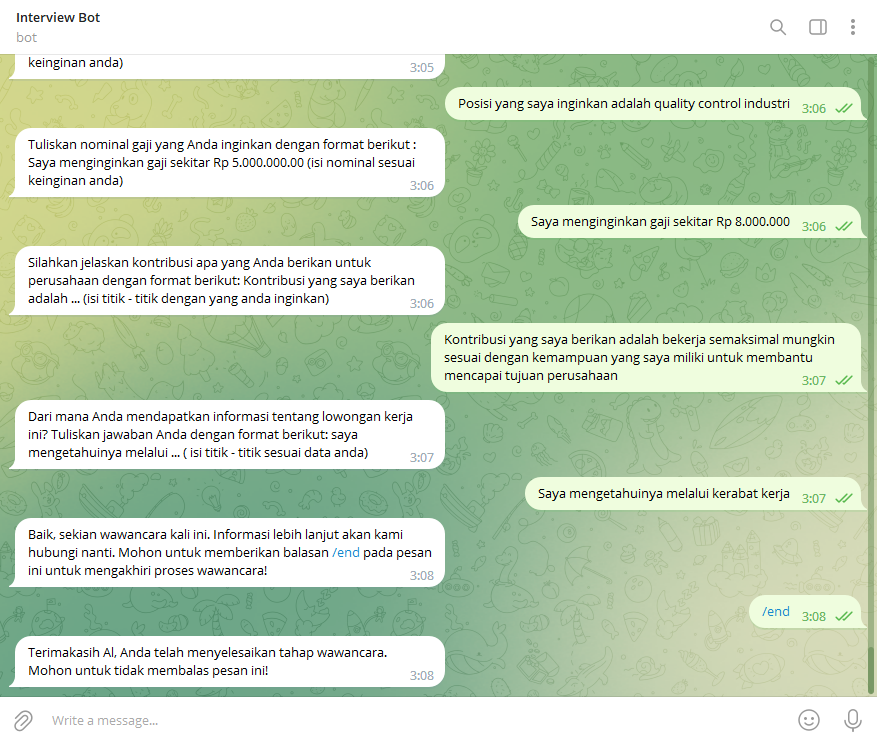 Interview Bot
bot
keinginan anda)
3:05
Posisi yang saya inginkan adalah quality control industri
3:06
Tuliskan nominal gaji yang Anda inginkan dengan format berikut :
Saya menginginkan gaji sekitar Rp 5.000.000.00 (isi nominal sesuai
keinginan anda)
3:06
Saya menginginkan gaji sekitar Rp 8.000.000
3:06
Silahkan jelaskan kontribusi apa yang Anda berikan untuk
perusahaan dengan format berikut: Kontribusi yang saya berikan
adalah ... (isi titik - titik dengan yang anda inginkan)
3:06
Kontribusi yang saya berikan adalah bekerja semaksimal mungkin
sesuai dengan kemampuan yang saya miliki untuk membantu
mencapai tujuan perusahaan
3:07
Dari mana Anda mendapatkan informasi tentang lowongan kerja
ini? Tuliskan jawaban Anda dengan format berikut: saya
mengetahuinya melalui ... ( isi titik - titik sesuai data anda)
3:07
Saya mengetahuinya melalui kerabat kerja
3:07
Baik, sekian wawancara kali ini. Informasi lebih lanjut akan kami
hubungi nanti. Mohon untuk memberikan balasan /end pada pesan
ini untuk mengakhiri proses wawancara!
3:08
/end
3:08
Terimakasih Al, Anda telah menyelesaikan tahap wawancara.
Mohon untuk tidak membalas pesan ini!
3:08
Write a message...